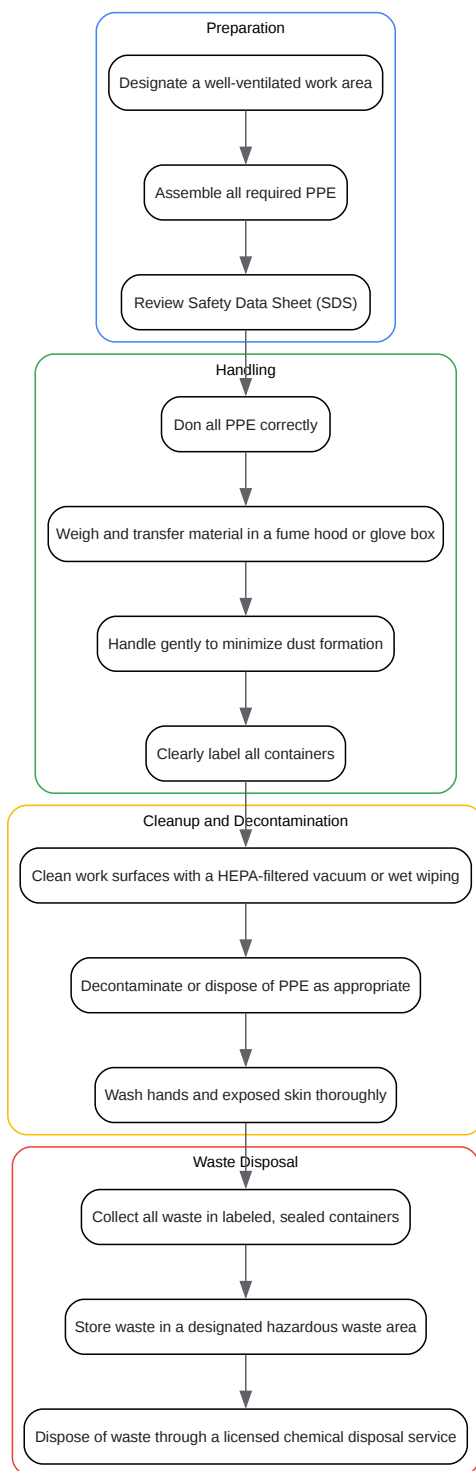 Preparation
Designate a well-ventilated work area
Assemble all required PPE
Review Safety Data Sheet (SDS)
Handling
Don all PPE correctly
Weigh and transfer material in a fume hood or glove box
Handle gently to minimize dust formation
Clearly label all containers
Cleanup and Decontamination
Clean work surfaces with a HEPA-filtered vacuum or wet wiping
Decontaminate or dispose of PPE as appropriate
Wash hands and exposed skin thoroughly
Waste Disposal
Collect all waste in labeled, sealed containers
Store waste in a designated hazardous waste area
Dispose of waste through a licensed chemical disposal service